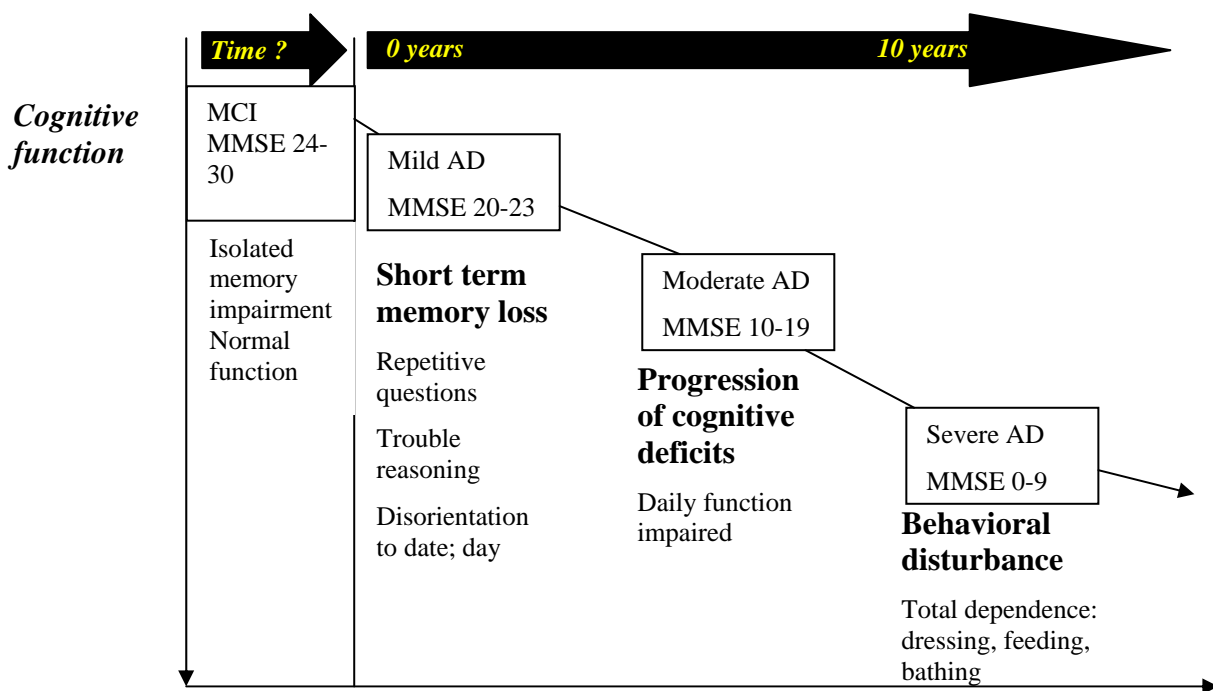 Time ?
0 years
10 years
Cognitive
function
MCI
MMSE 24-
30
Isolated
memory
impairment
Normal
function
Mild AD
MMSE 20-23
Short term
memory loss
Repetitive
questions
Trouble
reasoning
Disorientation
to date; day
Moderate AD
MMSE 10-19
Progression
of cognitive
deficits
Daily function
impaired
Severe AD
MMSE 0-9
Behavioral
disturbance
Total dependence:
dressing, feeding,
bathing